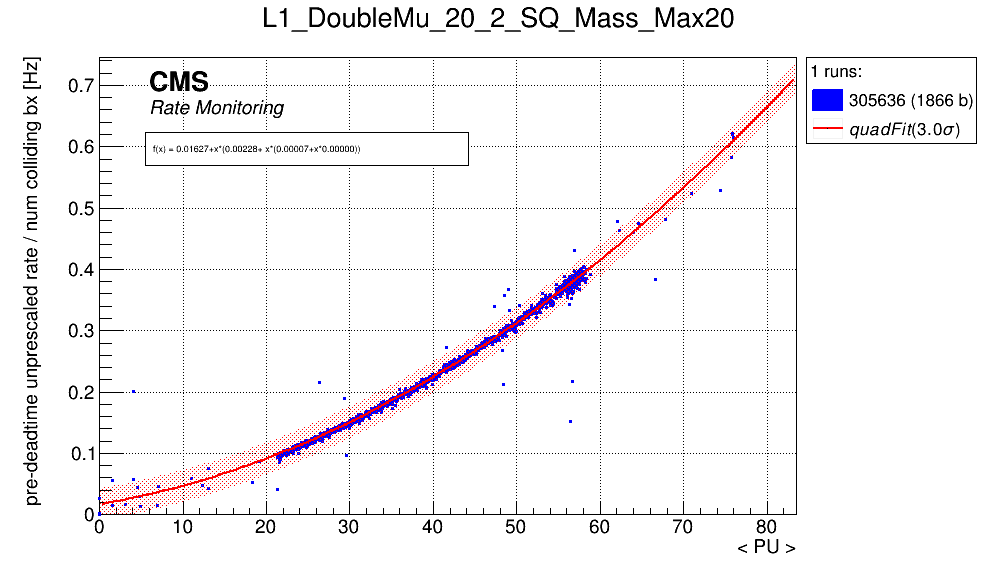 L1_DoubleMu_20_2_SQ_Mass_Max20
pre-deadtime unprescaled rate / num colliding bx [Hz]
CMS
Rate Monitoring
f(x) = 0.01627+x*(0.00228+ x*(0.00007+x*0.00000))
0.7
0.6
0.5
0.4
0.3
0.2
0.1
0
0 10 20 30 40 50 60 70 80
< PU >
1 runs:
305636 (1866 b)
quadFit(3.0σ)